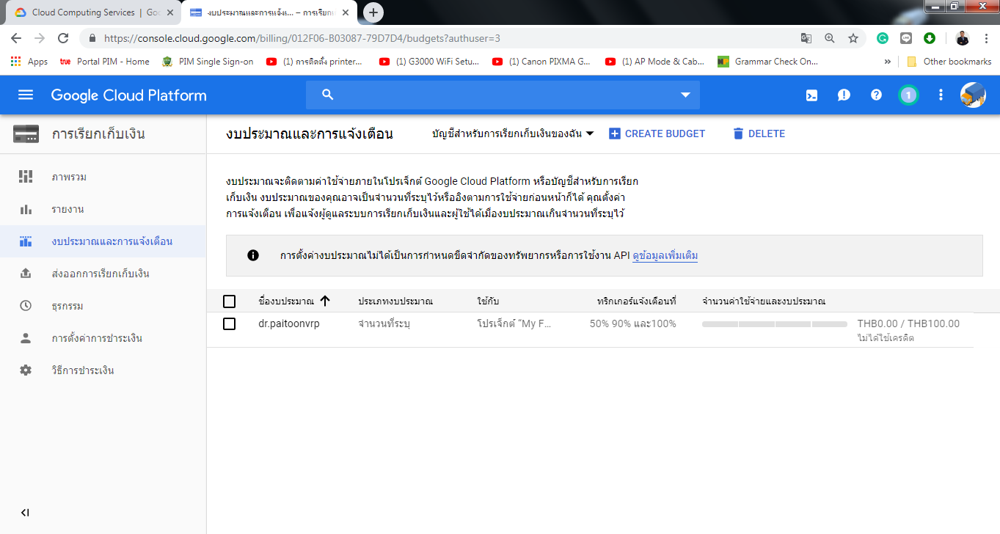 Cloud Computing Services | Goo
งบประมาณและการแจ้งเ... – การเรียกเ
https://console.cloud.google.com/billing/012F06-B03087-79D7D4/budgets?authuser=3
Apps
true
Portal PIM - Home
PIM Single Sign-on
(1) การติดตั้ง printer...
(1) G3000 WiFi Setu...
(1) Canon PIXMA G...
(1) AP Mode & Cab...
Grammar Check On...
»
Other bookmarks
Google Cloud Platform
1
การเรียกเก็บเงิน
งบประมาณและการแจ้งเตือน
บัญชีสำหรับการเรียกเก็บเงินของฉัน
CREATE BUDGET
DELETE
ภาพรวม
รายงาน
งบประมาณและการแจ้งเตือน
ส่งออกการเรียกเก็บเงิน
ธุรกรรม
การตั้งค่าการชำระเงิน
วิธีการชำระเงิน
งบประมาณจะติดตามค่าใช้จ่ายภายในโปรเจ็กต์ Google Cloud Platform หรือบัญชีสำหรับการเรียก
เก็บเงิน งบประมาณของคุณอาจเป็นจำนวนที่ระบุไว้หรืออิงตามการใช้จ่ายก่อนหน้าก็ได้ คุณตั้งค่า
การแจ้งเตือน เพื่อแจ้งผู้ดูแลระบบการเรียกเก็บเงินและผู้ใช้ได้เมื่องบประมาณเกินจำนวนที่ระบุไว้
การตั้งค่างบประมาณไม่ได้เป็นการกำหนดขีดจำกัดของทรัพยากรหรือการใช้งาน API ดูข้อมูลเพิ่มเติม
ชื่องบประมาณ
ประเภทงบประมาณ
ใช้กับ
ทริกเกอร์แจ้งเตือนที่
จำนวนค่าใช้จ่ายและงบประมาณ
dr.paitoonvrp
จำนวนที่ระบุ
โปรเจ็กต์ “My F...
50% 90% และ100%
THB0.00 / THB100.00
ไม่ได้ใช้เครดิต